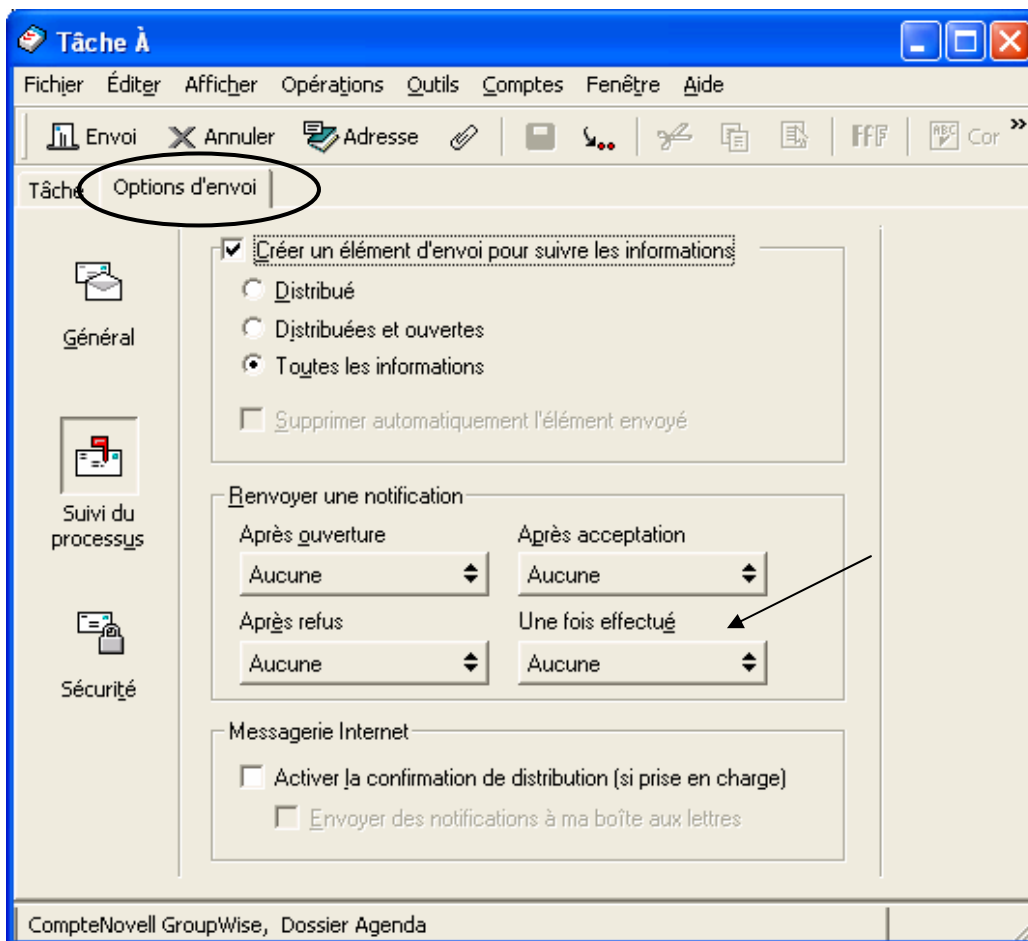 Tâche À
Fichier Éditer Afficher Opérations Outils Comptes Fenêtre Aide
Envoi Annuler Adresse FFF ABC Cor »
Tâche Options d'envoi
Créer un élément d'envoi pour suivre les informations
Distribué
Distribuées et ouvertes
Toutes les informations
Supprimer automatiquement l'élément envoyé
Général
Suivi du
processus
Sécurité
Renvoyer une notification
Après ouverture Après acceptation
Aucune Aucune
Après refus Une fois effectué
Aucune Aucune
Messagerie Internet
Activer la confirmation de distribution (si prise en charge)
Envoyer des notifications à ma boîte aux lettres
CompteNovell GroupWise, Dossier Agenda